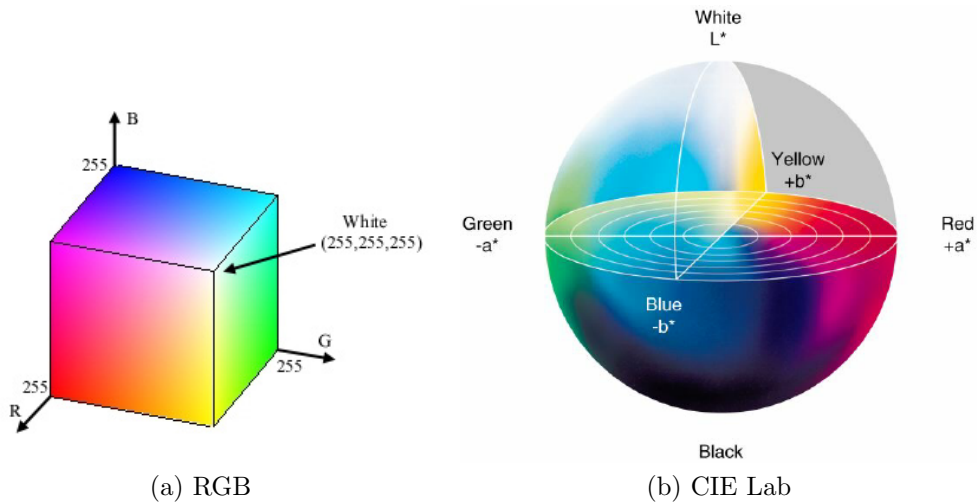 B
255
White
(255,255,255)
G
255
255
R
(a) RGB
White
L*
Yellow
+b*
Green
-a*
Red
+a*
Blue
-b*
Black
(b) CIE Lab